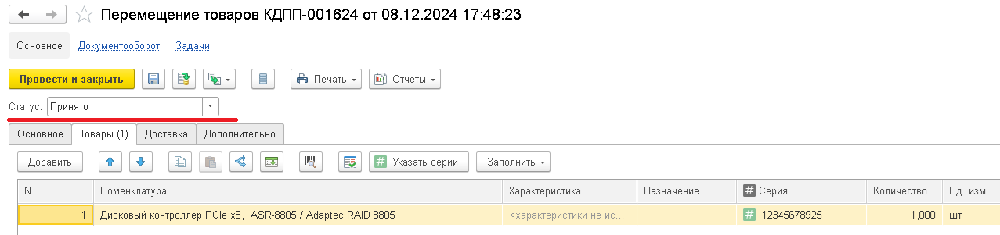 Перемещение товаров КДПП-001624 от 08.12.2024 17:48:23
Основное Документооборот Задачи
Провести и закрыть Печать Отчеты
Статус: Принято
Основное Товары (1) Доставка Дополнительно
Добавить Указать серии Заполнить
N Номенклатура Характеристика Назначение # Серия Количество Ед. изм.
1 Дисковый контроллер PCIe x8, ASR-8805 / Adaptec RAID 8805 <характеристики не ис... # 12345678925 1,000 шт